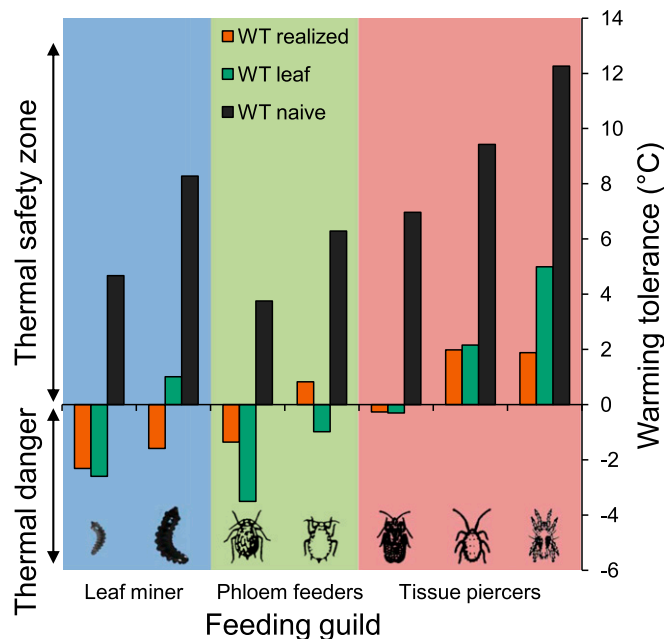 WT realized
WT leaf
WT naive
Thermal safety zone
Thermal danger
14
12
10
8
6
4
2
0
-2
-4
-6
Warming tolerance (°C)
Leaf miner
Phloem feeders
Tissue piercers
Feeding guild